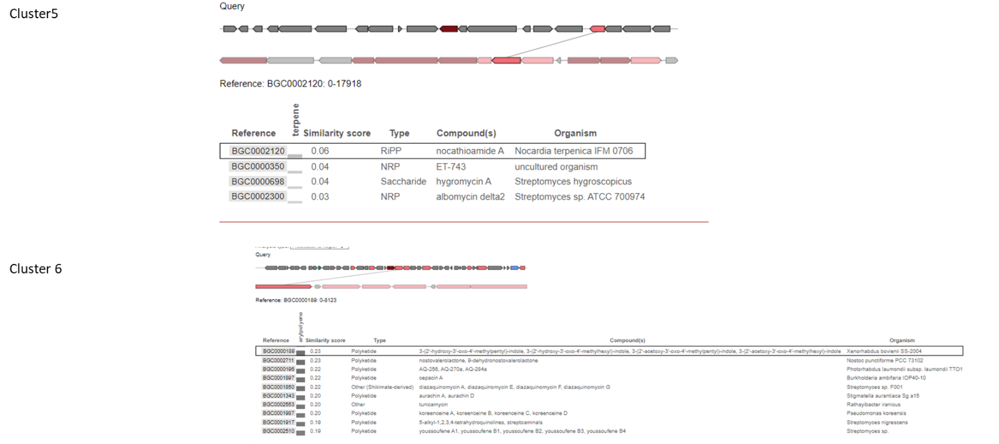 Cluster5
Query
Reference: BGC0002120: 0-17918
terpene
Reference Similarity score Type Compound(s) Organism
BGC0002120 0.06 RiPP nocathioamide A Nocardia terpenica IFM 0706
BGC0000350 0.04 NRP ET-743 uncultured organism
BGC0000698 0.04 Saccharide hygromycin A Streptomyces hygroscopicus
BGC0002300 0.03 NRP albomycin delta2 Streptomyces sp. ATCC 700974
Cluster 6
Query
Reference: BGC0000189: 0-8123
arylpolyene
Reference Similarity score Type Compound(s) Organism
BGC0000189 0.23 Polyketide 3-(2'-hydroxy-3'-oxo-4'-methylpentyl)-indole, 3-(2'-hydroxy-3'-oxo-4'-methylhexyl)-indole, 3-(2'-acetoxy-3'-oxo-4'-methylpentyl)-indole, 3-(2'-acetoxy-3'-oxo-4'-methylhexyl)-indole Xenorhabdus bovienii SS-2004
BGC0002711 0.23 Polyketide nostovalerolactone, 9-dehydronostovalerolactone Nostoc punctiforme PCC 73102
BGC0000196 0.22 Polyketide AQ-256, AQ-270a, AQ-284a Photorhabdus laumondii subsp. laumondii TTO1
BGC0001897 0.22 Polyketide cepacin A Burkholderia ambifaria IOP40-10
BGC0001850 0.22 Other (Shikimate-derived) diazaquinomycin A, diazaquinomycin E, diazaquinomycin F, diazaquinomycin G Streptomyces sp. F001
BGC0001343 0.20 Polyketide aurachin A, aurachin D Stigmatella aurantiaca Sg a15
BGC0002553 0.20 Other tunicamycin Rathayibacter iranicus
BGC0001987 0.20 Polyketide koreenceine A, koreenceine B, koreenceine C, koreenceine D Pseudomonas koreensis
BGC0001917 0.19 Polyketide 5-alkyl-1,2,3,4-tetrahydroquinolines, streptoaminals Streptomyces nigrescens
BGC0002510 0.19 Polyketide youssoufene A1, youssoufene B1, youssoufene B2, youssoufene B3, youssoufene B4 Streptomyces sp.